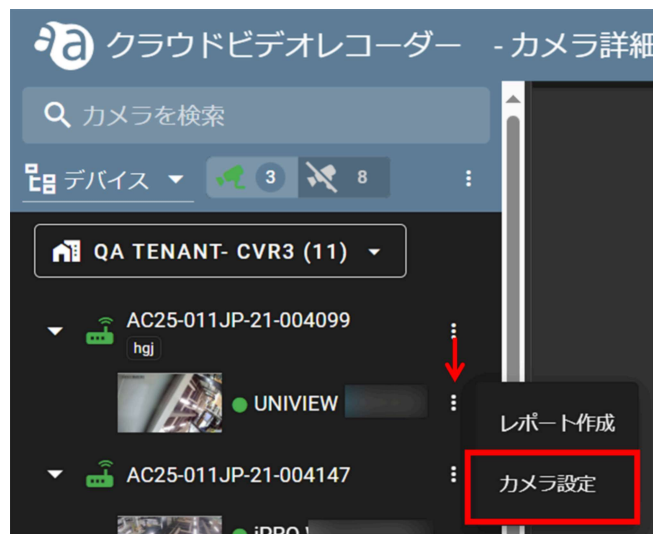 a クラウドビデオレコーダー - カメラ詳細
カメラを検索
デバイス 3 8
QA TENANT- CVR3 (11)
AC25-011JP-21-004099
hgj
UNIVIEW
レポート作成
AC25-011JP-21-004147
カメラ設定
iPRO